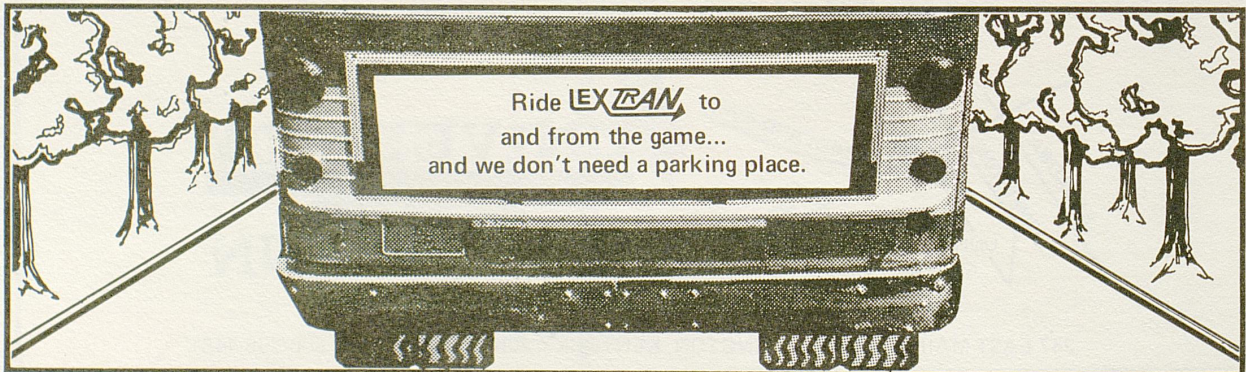 Ride LEXTRAN to
and from the game...
and we don't need a parking place.